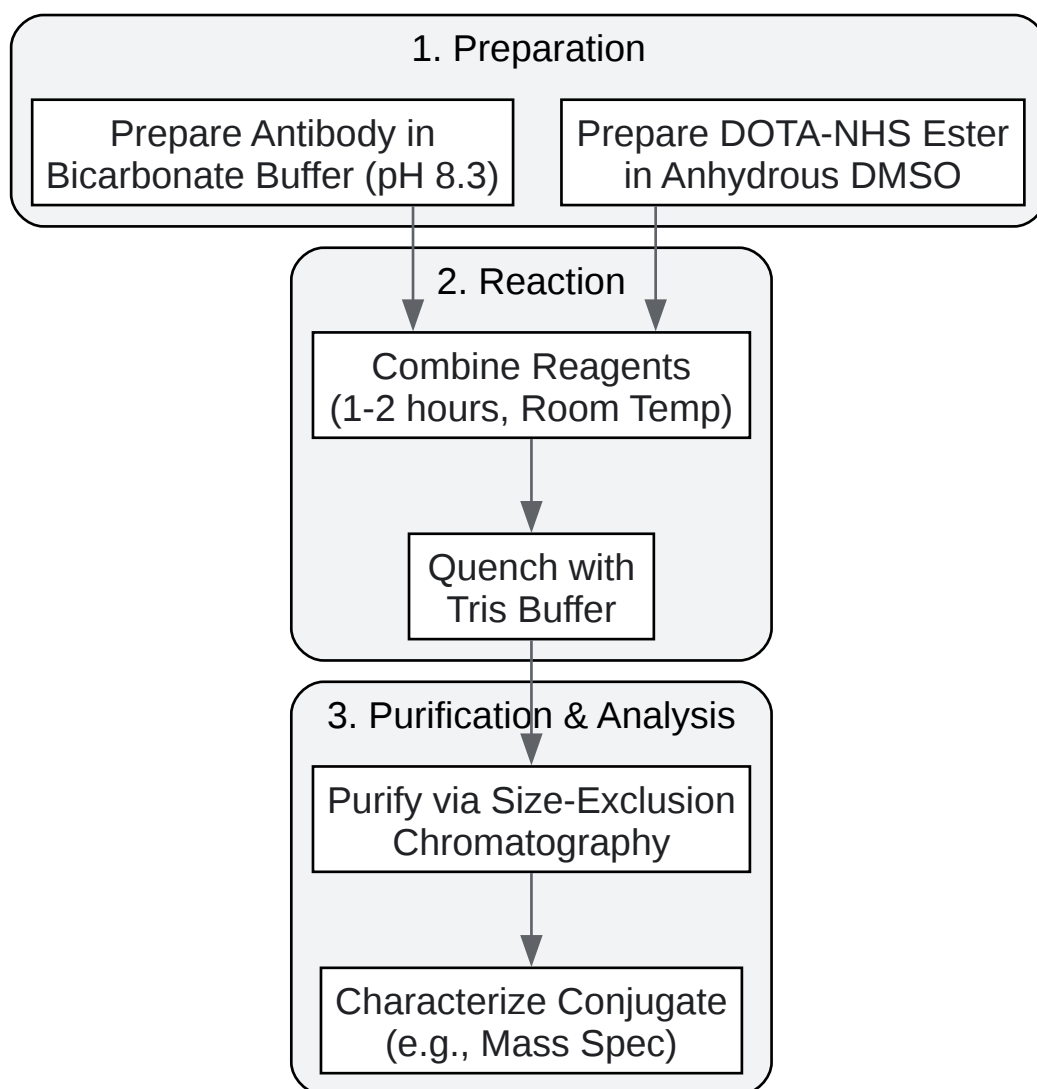 1. Preparation
Prepare Antibody in
Bicarbonate Buffer (pH 8.3)
Prepare DOTA-NHS Ester
in Anhydrous DMSO
2. Reaction
Combine Reagents
(1-2 hours, Room Temp)
Quench with
Tris Buffer
3. Purification & Analysis
Purify via Size-Exclusion
Chromatography
Characterize Conjugate
(e.g., Mass Spec)